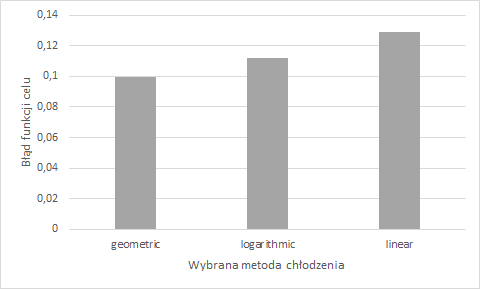 0,14
0,12
0,1
0,08
0,06
0,04
0,02
0
Błąd funkcji celu
geometric logarithmic linear
Wybrana metoda chłodzenia